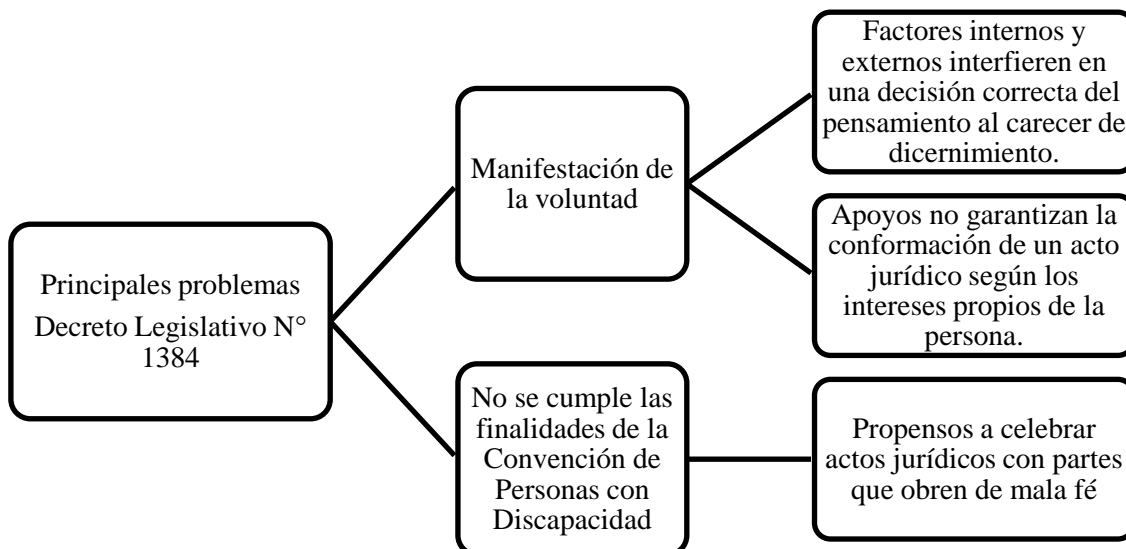 Principales problemas
Decreto Legislativo N°
1384
Manifestación de
la voluntad
Factores internos y
externos interfieren en
una decisión correcta del
pensamiento al carecer de
dicernimiento.
Apoyos no garantizan la
conformación de un acto
jurídico según los
intereses propios de la
persona.
No se cumple las
finalidades de la
Convención de
Personas con
Discapacidad
Propensos a celebrar
actos jurídicos con partes
que obren de mala fé